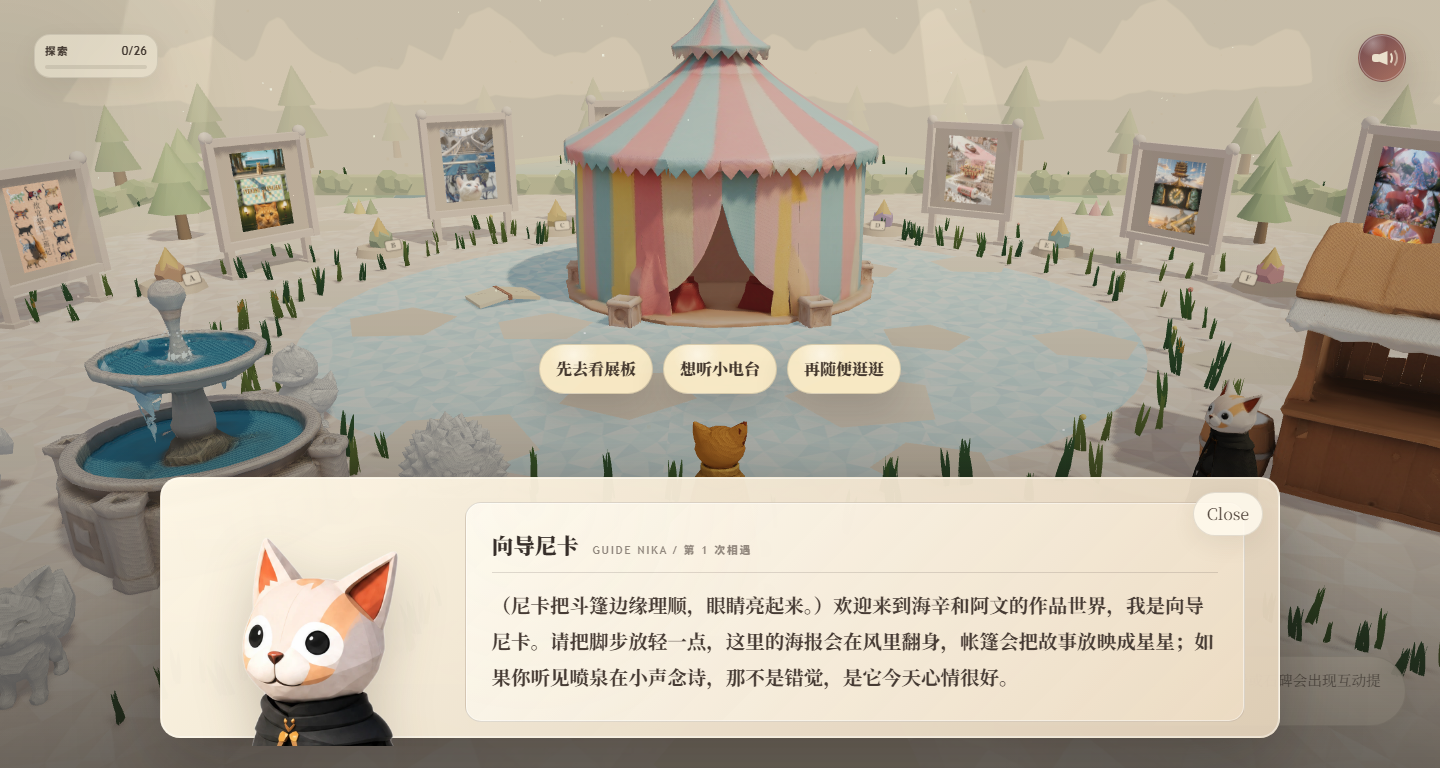 探索 0/26
A
B
C
D
E
F
先去看展板
想听小电台
再随便逛逛
Close
向导尼卡 GUIDE NIKA / 第 1 次相遇
（尼卡把斗篷边缘理顺，眼睛亮起来。）欢迎来到海辛和阿文的作品世界，我是向导
尼卡。请把脚步放轻一点，这里的海报会在风里翻身，帐篷会把故事放映成星星；如
果你听见喷泉在小声念诗，那不是错觉，是它今天心情很好。
碑会出现互动提